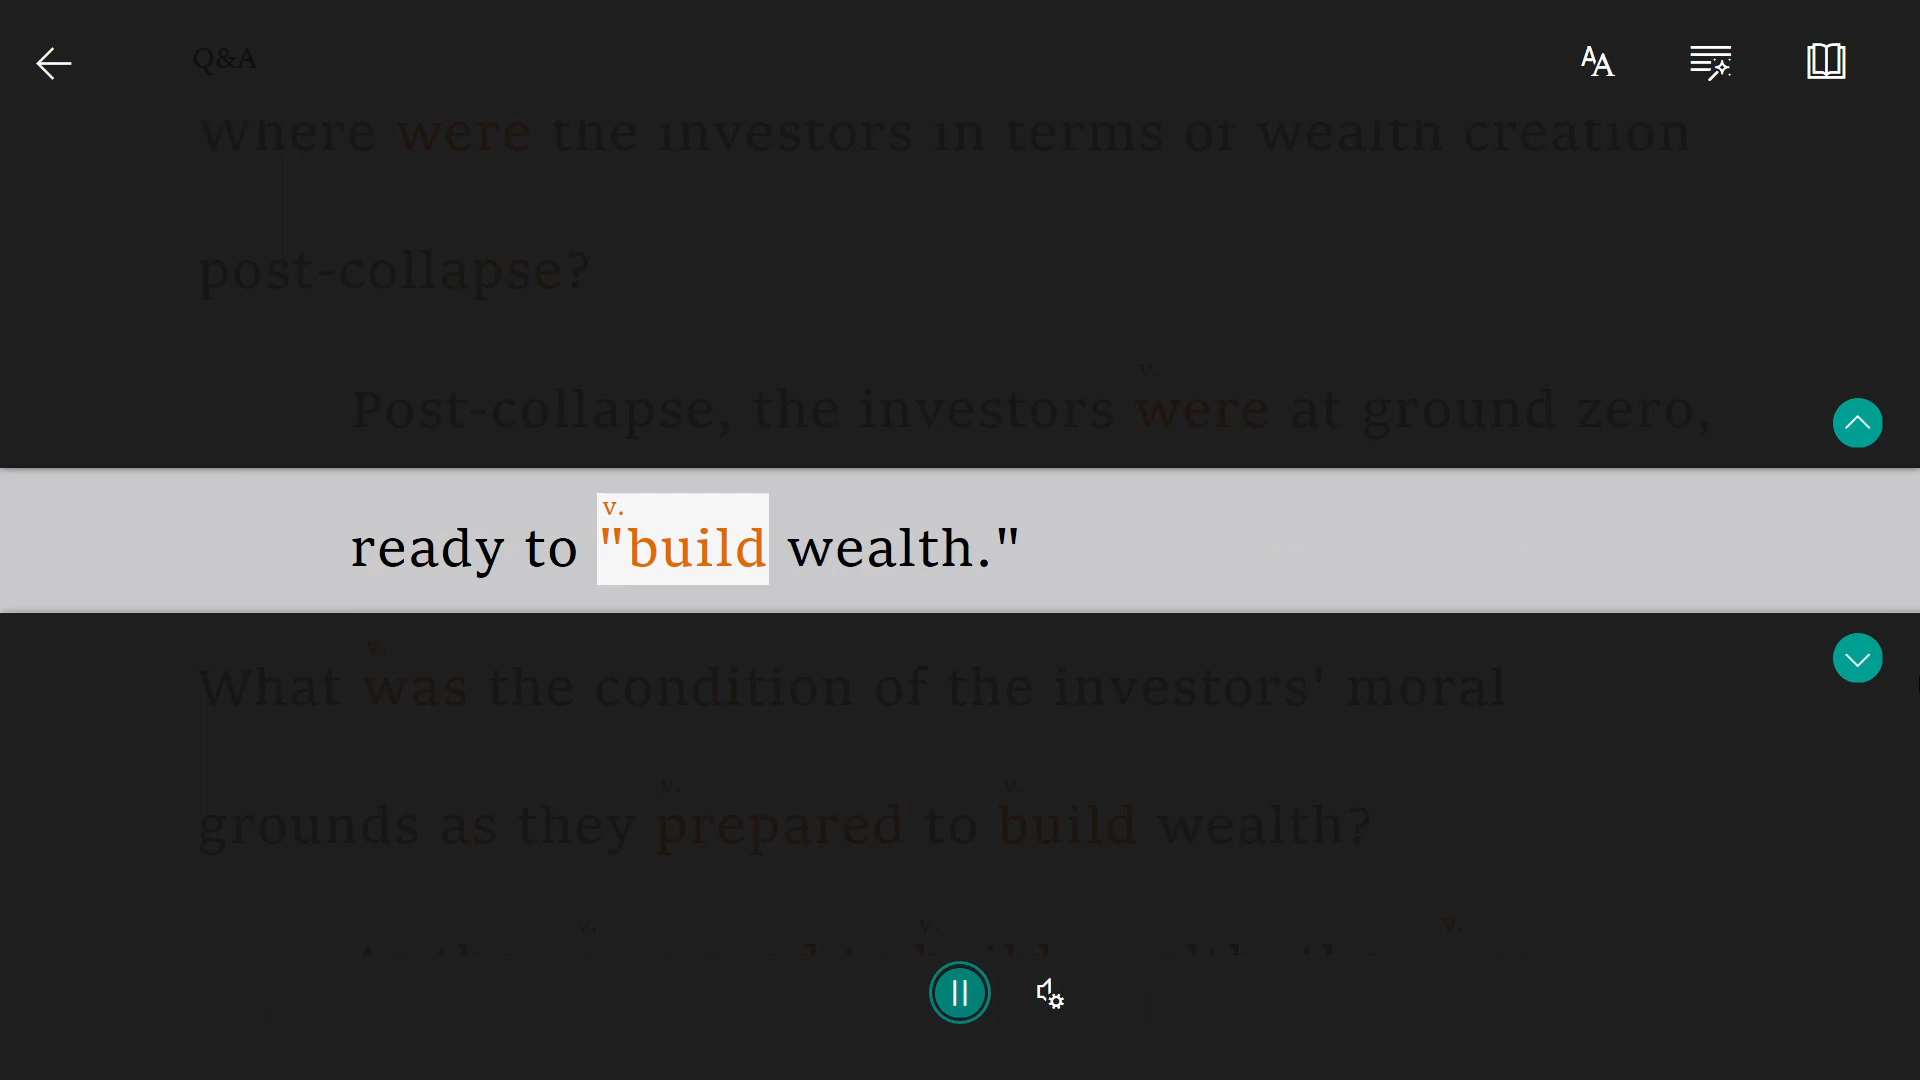 Q&A
Where were the investors in terms of wealth creation
post-collapse?
v.
Post-collapse, the investors were at ground zero,
v.
ready to "build wealth."
v.
What was the condition of the investors' moral
v. v.
grounds as they prepared to build wealth?
v. v. v.